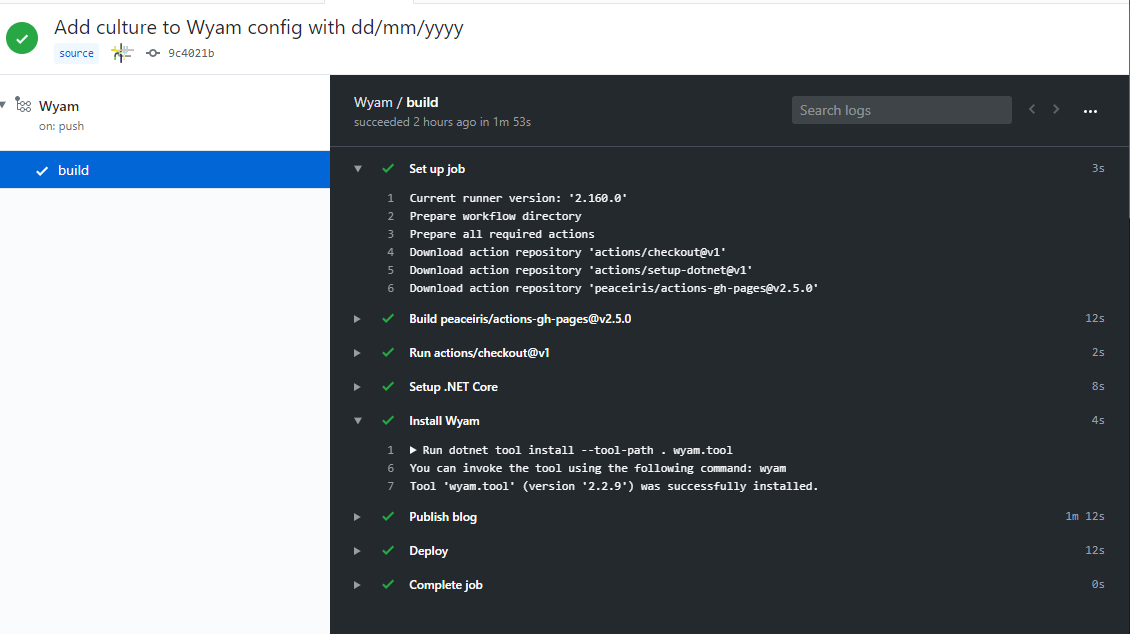 Add culture to Wyam config with dd/mm/yyyy
source 9c4021b
Wyam
on: push
build
Wyam / build
succeeded 2 hours ago in 1m 53s
Search logs
Set up job 3s
1 Current runner version: '2.160.0'
2 Prepare workflow directory
3 Prepare all required actions
4 Download action repository 'actions/checkout@v1'
5 Download action repository 'actions/setup-dotnet@v1'
6 Download action repository 'peaceiris/actions-gh-pages@v2.5.0'
Build peaceiris/actions-gh-pages@v2.5.0 12s
Run actions/checkout@v1 2s
Setup .NET Core 8s
Install Wyam 4s
1 Run dotnet tool install --tool-path . wyam.tool
6 You can invoke the tool using the following command: wyam
7 Tool 'wyam.tool' (version '2.2.9') was successfully installed.
Publish blog 1m 12s
Deploy 12s
Complete job 0s